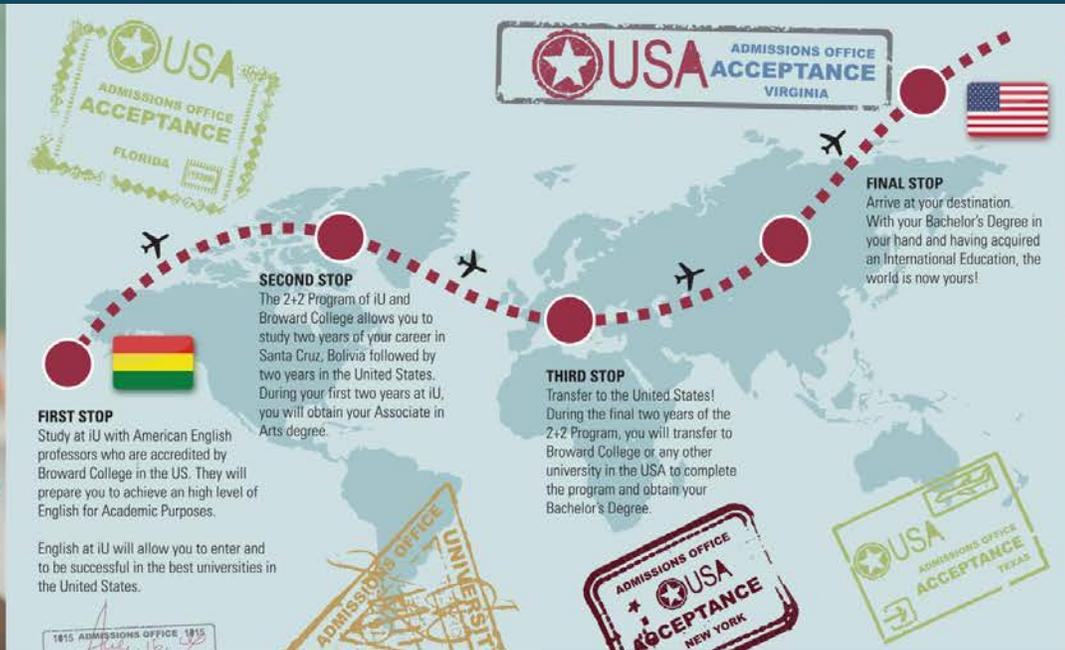 USA
ADMISSIONS OFFICE
ACCEPTANCE
FLORIDA
USA
ADMISSIONS OFFICE
ACCEPTANCE
VIRGINIA
FIRST STOP
Study at iU with American English
professors who are accredited by
Broward College in the US. They will
prepare you to achieve an high level of
English for Academic Purposes.
English at iU will allow you to enter and
to be successful in the best universities in
the United States.
SECOND STOP
The 2+2 Program of iU and
Broward College allows you to
study two years of your career in
Santa Cruz, Bolivia followed by
two years in the United States.
During your first two years at iU,
you will obtain your Associate in
Arts degree.
THIRD STOP
Transfer to the United States!
During the final two years of the
2+2 Program, you will transfer to
Broward College or any other
university in the USA to complete
the program and obtain your
Bachelor's Degree.
FINAL STOP
Arrive at your destination.
With your Bachelor's Degree in
your hand and having acquired
an International Education, the
world is now yours!
1815 ADMISSIONS OFFICE 1815
ADMISSIONS OFFICE
UNIVERSIT
ADMISSIONS OFFICE
USA
ACCEPTANCE
NEW YORK
USA
ADMISSIONS OFFICE
ACCEPTANCE
TEXAS